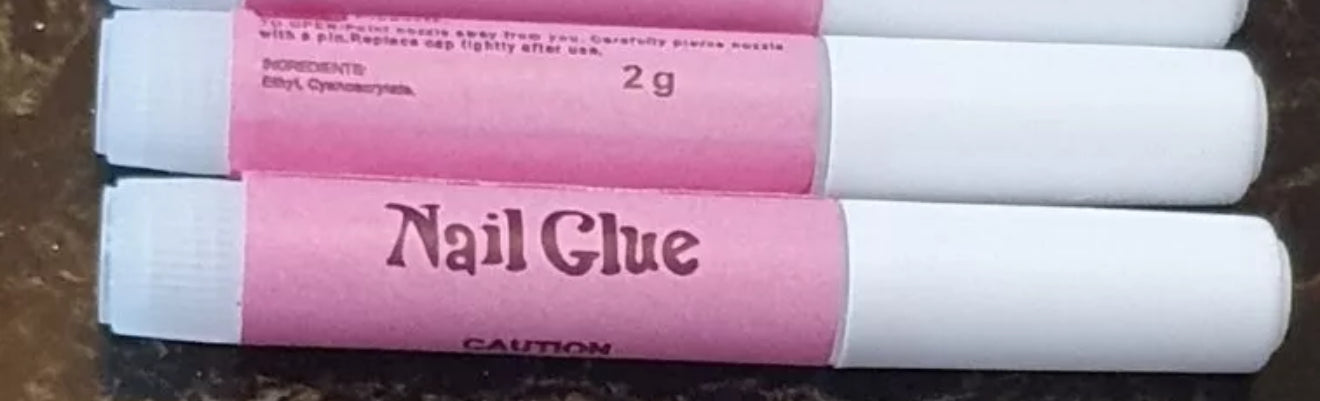 TO OPEN:Point nozzle away from you. Carefully pierce nozzle
with a pin.Replace cap tightly after use.
INGREDIENTS:
Ethyl, Cyanoacrylate.
2 g
Nail Glue
CAUTION